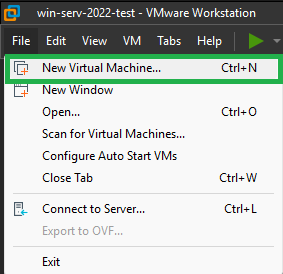 win-serv-2022-test - VMware Workstation
File Edit View VM Tabs Help
New Virtual Machine... Ctrl+N
New Window
Open... Ctrl+O
Scan for Virtual Machines...
Configure Auto Start VMs
Close Tab Ctrl+W
Connect to Server... Ctrl+L
Export to OVF...
Exit